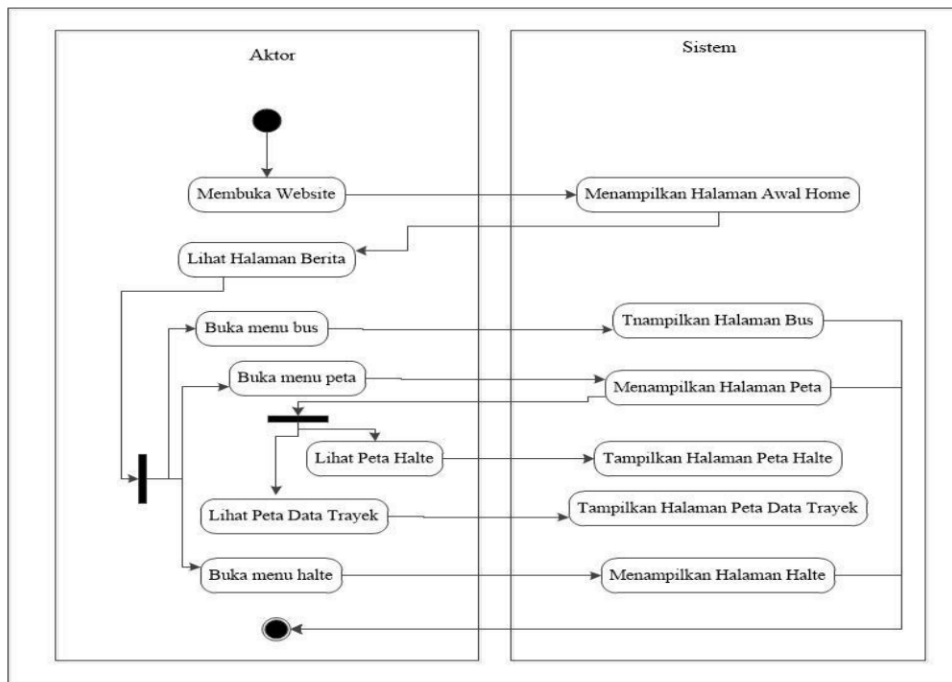 Aktor
Sistem
Membuka Website
Menampilkan Halaman Awal Home
Lihat Halaman Berita
Buka menu bus
Tnampilkan Halaman Bus
Buka menu peta
Menampilkan Halaman Peta
Lihat Peta Halte
Tampilkan Halaman Peta Halte
Lihat Peta Data Trayek
Tampilkan Halaman Peta Data Trayek
Buka menu halte
Menampilkan Halaman Halte